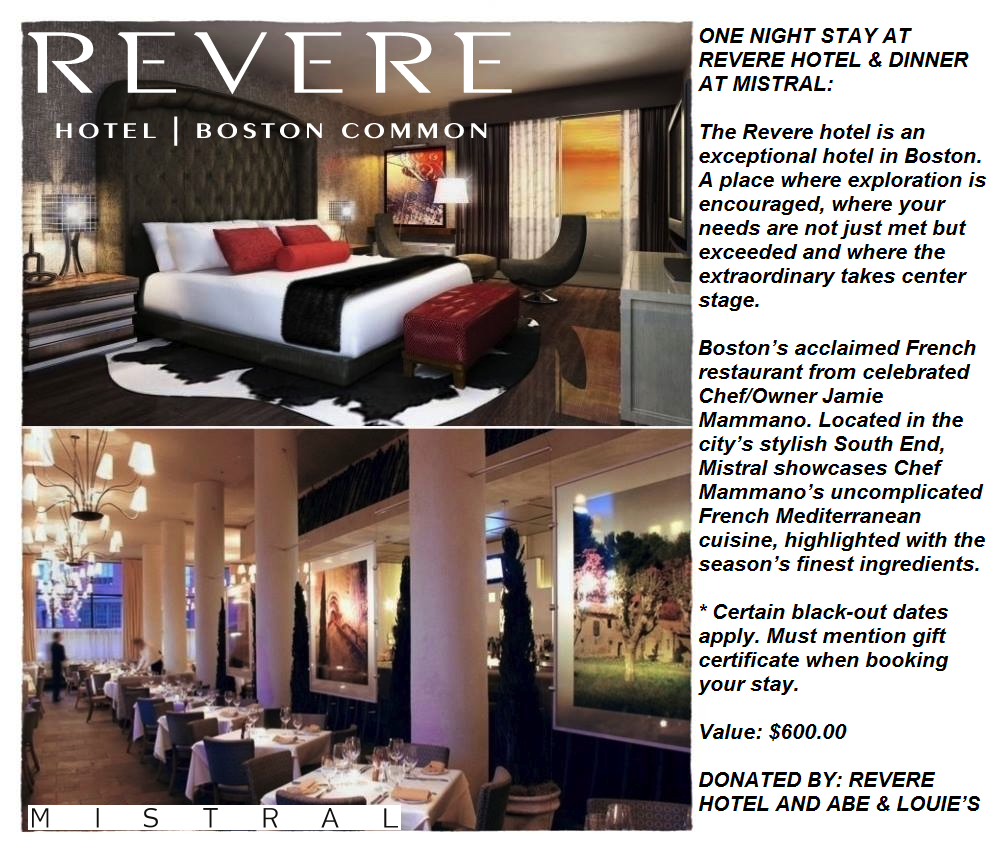 REVERE
HOTEL | BOSTON COMMON
ONE NIGHT STAY AT
REVERE HOTEL & DINNER
AT MISTRAL:
The Revere hotel is an
exceptional hotel in Boston.
A place where exploration is
encouraged, where your
needs are not just met but
exceeded and where the
extraordinary takes center
stage.
Boston’s acclaimed French
restaurant from celebrated
Chef/Owner Jamie
Mammano. Located in the
city’s stylish South End,
Mistral showcases Chef
Mammano’s uncomplicated
French Mediterranean
cuisine, highlighted with the
season’s finest ingredients.
* Certain black-out dates
apply. Must mention gift
certificate when booking
your stay.
Value: $600.00
DONATED BY: REVERE
HOTEL AND ABE & LOUIE’S
MISTRAL